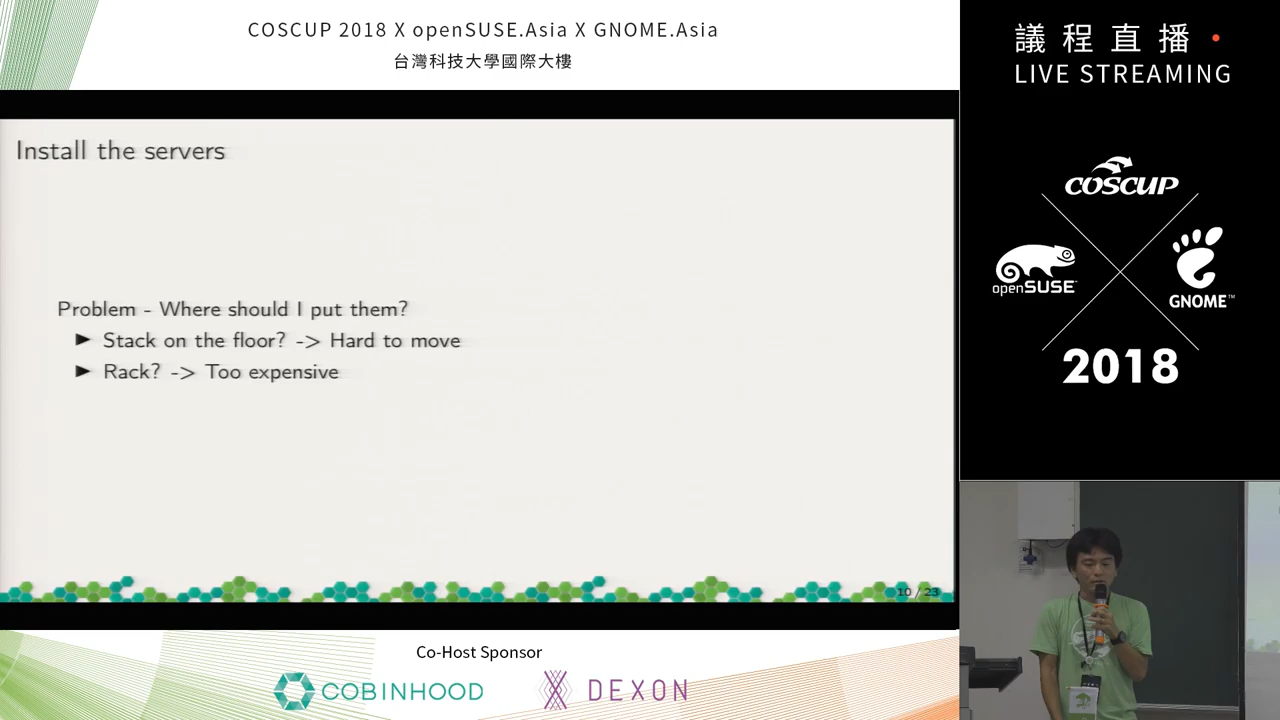 COSCUP 2018 X openSUSE.Asia X GNOME.Asia
台灣科技大學國際大樓
議程直播
LIVE STREAMING
Install the servers
Problem - Where should I put them?
► Stack on the floor? -> Hard to move
► Rack? -> Too expensive
10 / 23
COSCUP
openSUSE
GNOME™
2018
Co-Host Sponsor
COBINHOOD
DEXON